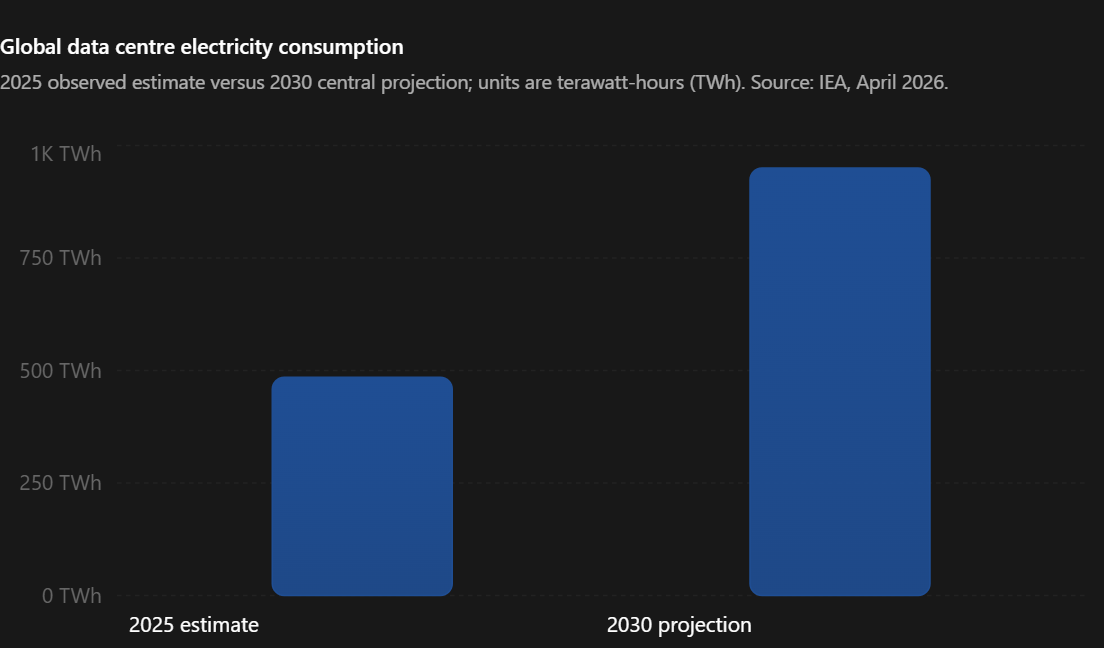 Global data centre electricity consumption
2025 observed estimate versus 2030 central projection; units are terawatt-hours (TWh). Source: IEA, April 2026.
1K TWh
750 TWh
500 TWh
250 TWh
0 TWh
2025 estimate
2030 projection